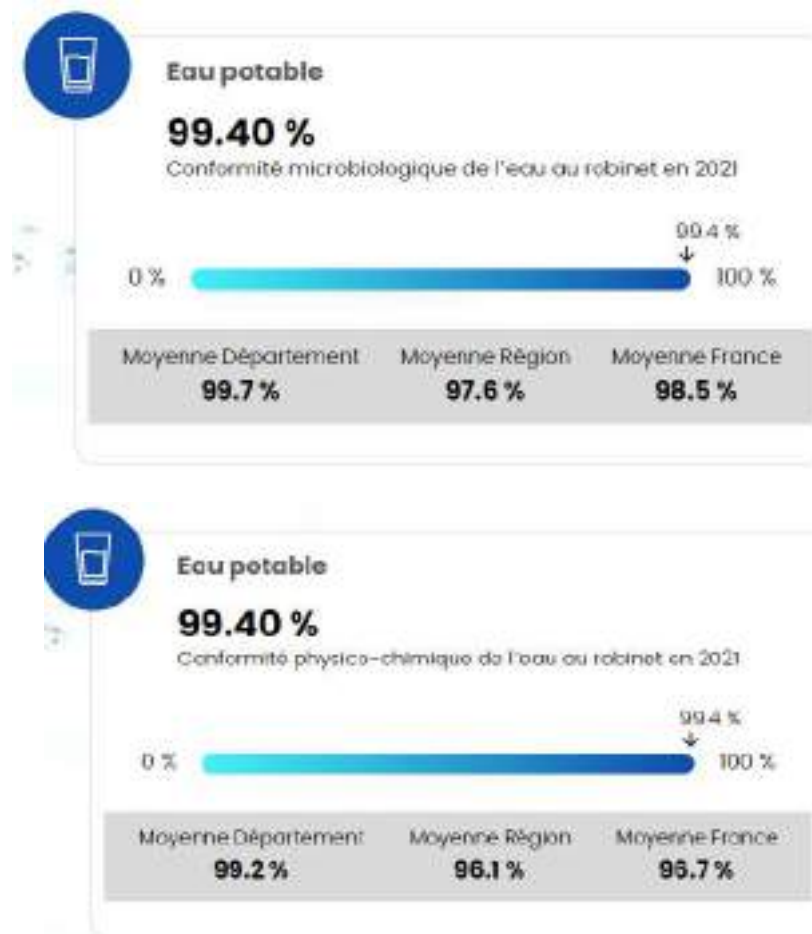 Eau potable
99.40 %
Conformité microbiologique de l'eau au robinet en 2021
99.4 %
0 %
100 %
Moyenne Département Moyenne Région Moyenne France
99.7 % 97.6 % 98.5 %
Eau potable
99.40 %
Conformité physico-chimique de l'eau au robinet en 2021
99.4 %
0 %
100 %
Moyenne Département Moyenne Région Moyenne France
99.2 % 96.1 % 96.7 %